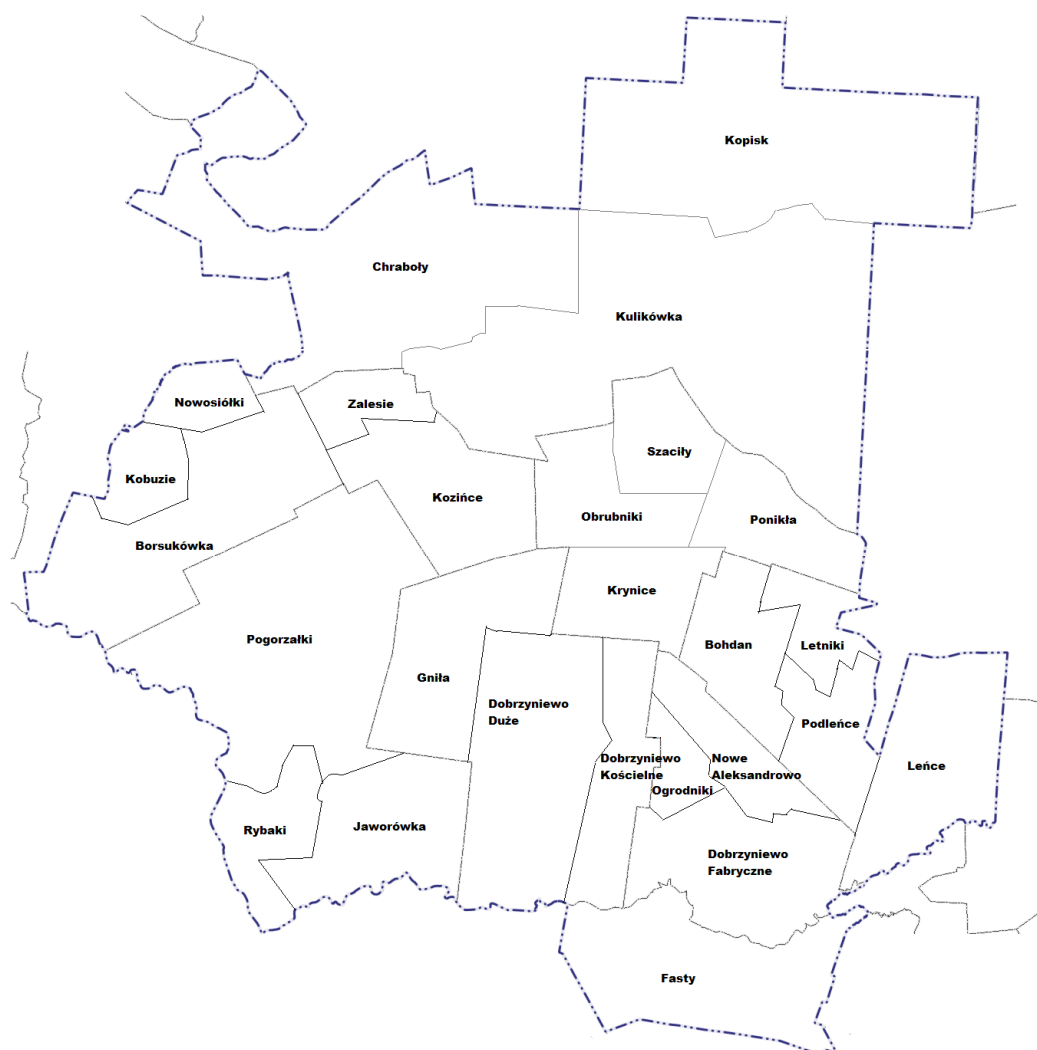 Kopisk
Chraboły
Kulikówka
Nowosiółki
Zalesie
Szaciły
Kobuzie
Kozińce
Obrubniki
Ponikła
Borsukówka
Krynice
Pogorzałki
Bohdan
Letniki
Gniła
Dobrzyniewo
Duże
Podleńce
Dobrzyniewo
Kościelne
Nowe
Aleksandrowo
Leńce
Ogrodniki
Rybaki
Jaworówka
Dobrzyniewo
Fabryczne
Fasty